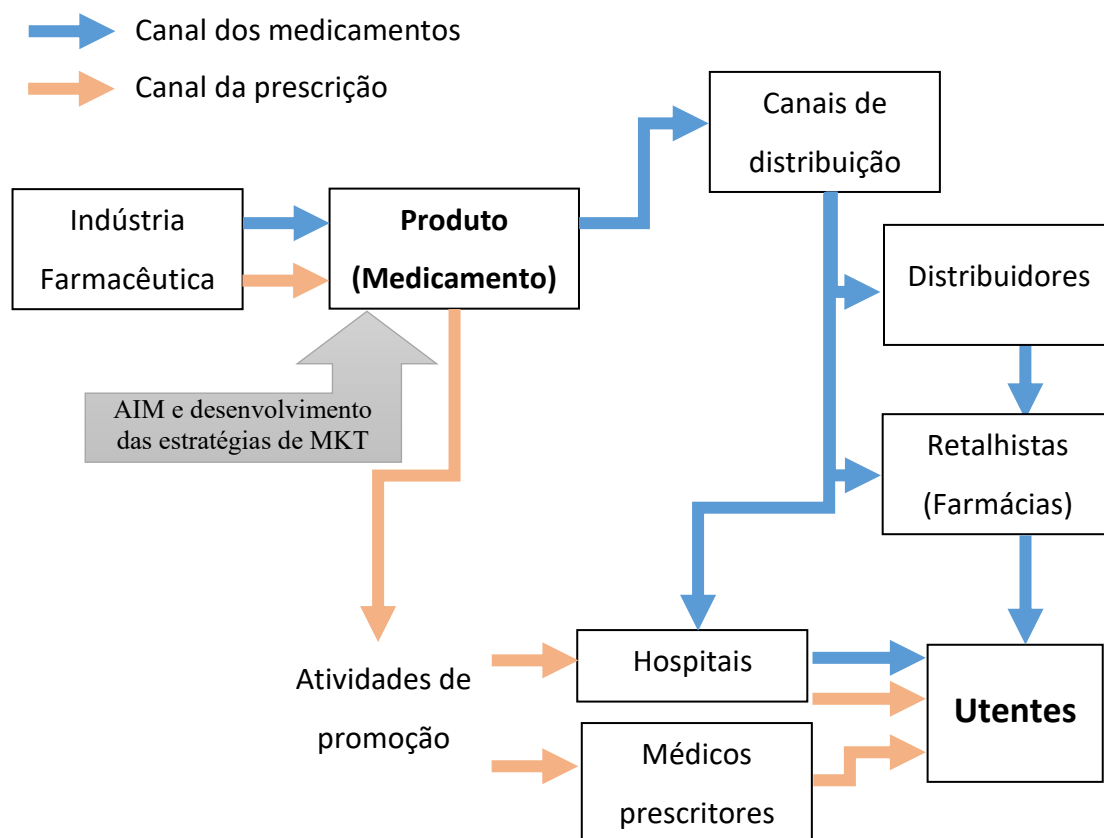 Canal dos medicamentos
Canal da prescrição
Canais de
distribuição
Indústria
Farmacêutica
Produto
(Medicamento)
Distribuidores
AIM e desenvolvimento
das estratégias de MKT
Retalhistas
(Farmácias)
Atividades de
promoção
Hospitais
Médicos
prescritores
Utentes